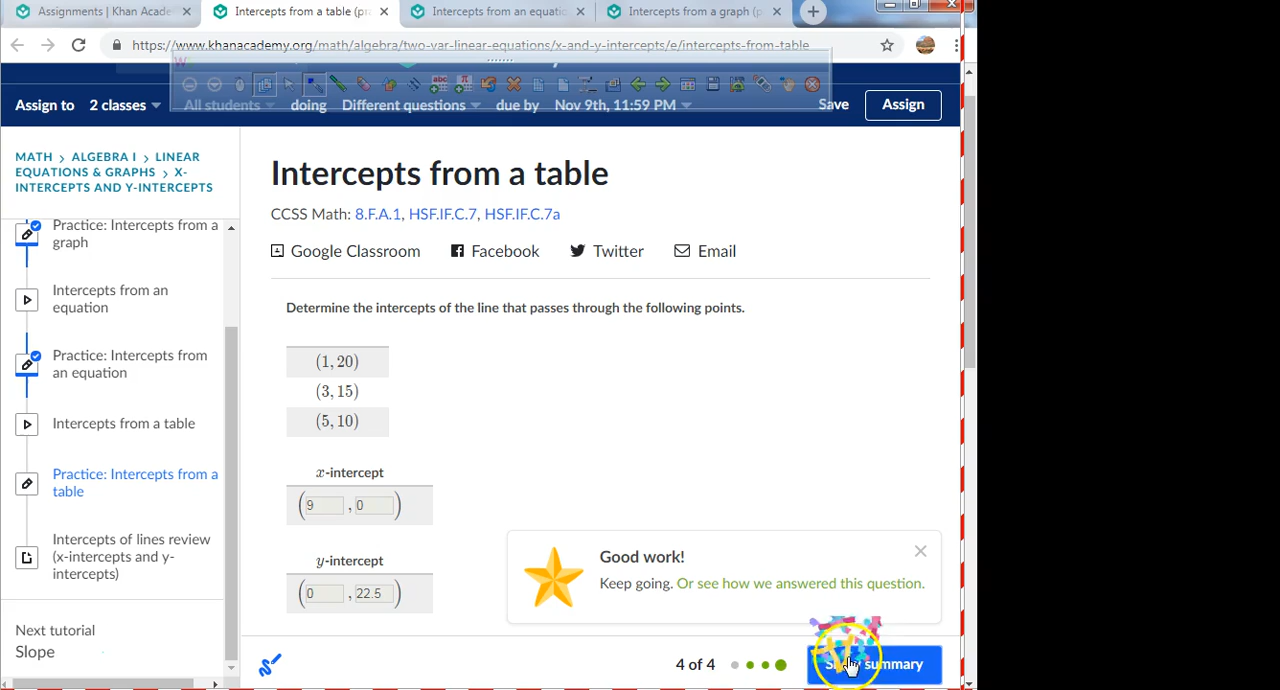 Assignments | Khan Acade
Intercepts from a table (pr
Intercepts from an equatio
Intercepts from a graph (p
https://www.khanacademy.org/math/algebra/two-var-linear-equations/x-and-y-intercepts/e/intercepts-from-table
Assign to 2 classes All students doing Different questions due by Nov 9th, 11:59 PM Save Assign
MATH > ALGEBRA I > LINEAR
EQUATIONS & GRAPHS > X-
INTERCEPTS AND Y-INTERCEPTS
Practice: Intercepts from a
graph
Intercepts from an
equation
Practice: Intercepts from
an equation
Intercepts from a table
Practice: Intercepts from a
table
Intercepts of lines review
(x-intercepts and y-
intercepts)
Next tutorial
Slope
Intercepts from a table
CCSS Math: 8.F.A.1, HSF.IF.C.7, HSF.IF.C.7a
Google Classroom Facebook Twitter Email
Determine the intercepts of the line that passes through the following points.
(1, 20)
(3, 15)
(5, 10)
x-intercept
(9, 0)
y-intercept
(0, 22.5)
Good work!
Keep going. Or see how we answered this question.
4 of 4
summary